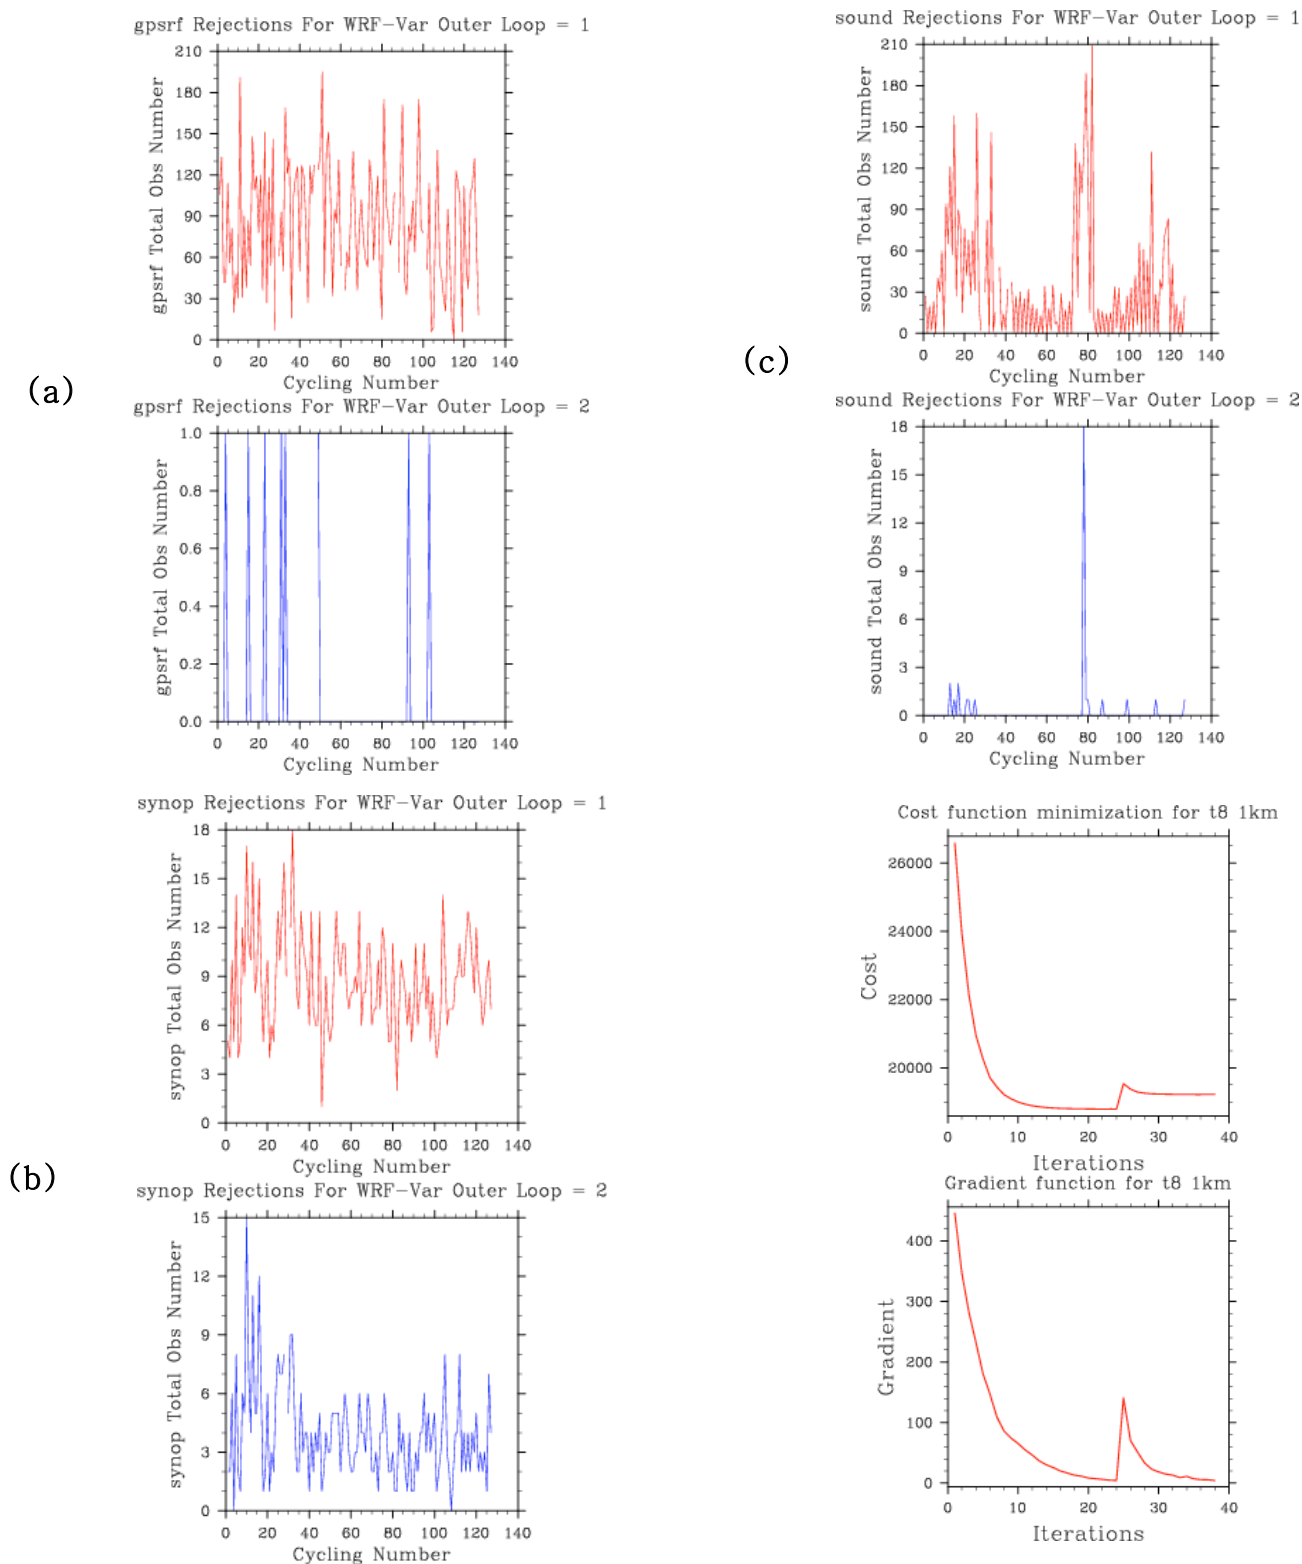 gpsrf Rejections For WRF-Var Outer Loop = 1
210
180
150
120
90
60
30
0
gpsrf Total Obs Number
0 20 40 60 80 100 120 140
Cycling Number
(a)
gpsrf Rejections For WRF-Var Outer Loop = 2
1.0
0.8
0.6
0.4
0.2
0.0
gpsrf Total Obs Number
0 20 40 60 80 100 120 140
Cycling Number
synop Rejections For WRF-Var Outer Loop = 1
18
15
12
9
6
3
0
synop Total Obs Number
0 20 40 60 80 100 120 140
Cycling Number
(b)
synop Rejections For WRF-Var Outer Loop = 2
15
12
9
6
3
0
synop Total Obs Number
0 20 40 60 80 100 120 140
Cycling Number
sound Rejections For WRF-Var Outer Loop = 1
210
180
150
120
90
60
30
0
sound Total Obs Number
0 20 40 60 80 100 120 140
Cycling Number
(c)
sound Rejections For WRF-Var Outer Loop = 2
18
15
12
9
6
3
0
sound Total Obs Number
0 20 40 60 80 100 120 140
Cycling Number
Cost function minimization for t8 1km
26000
24000
22000
20000
Cost
0 10 20 30 40
Iterations
Gradient function for t8 1km
400
300
200
100
0
Gradient
0 10 20 30 40
Iterations